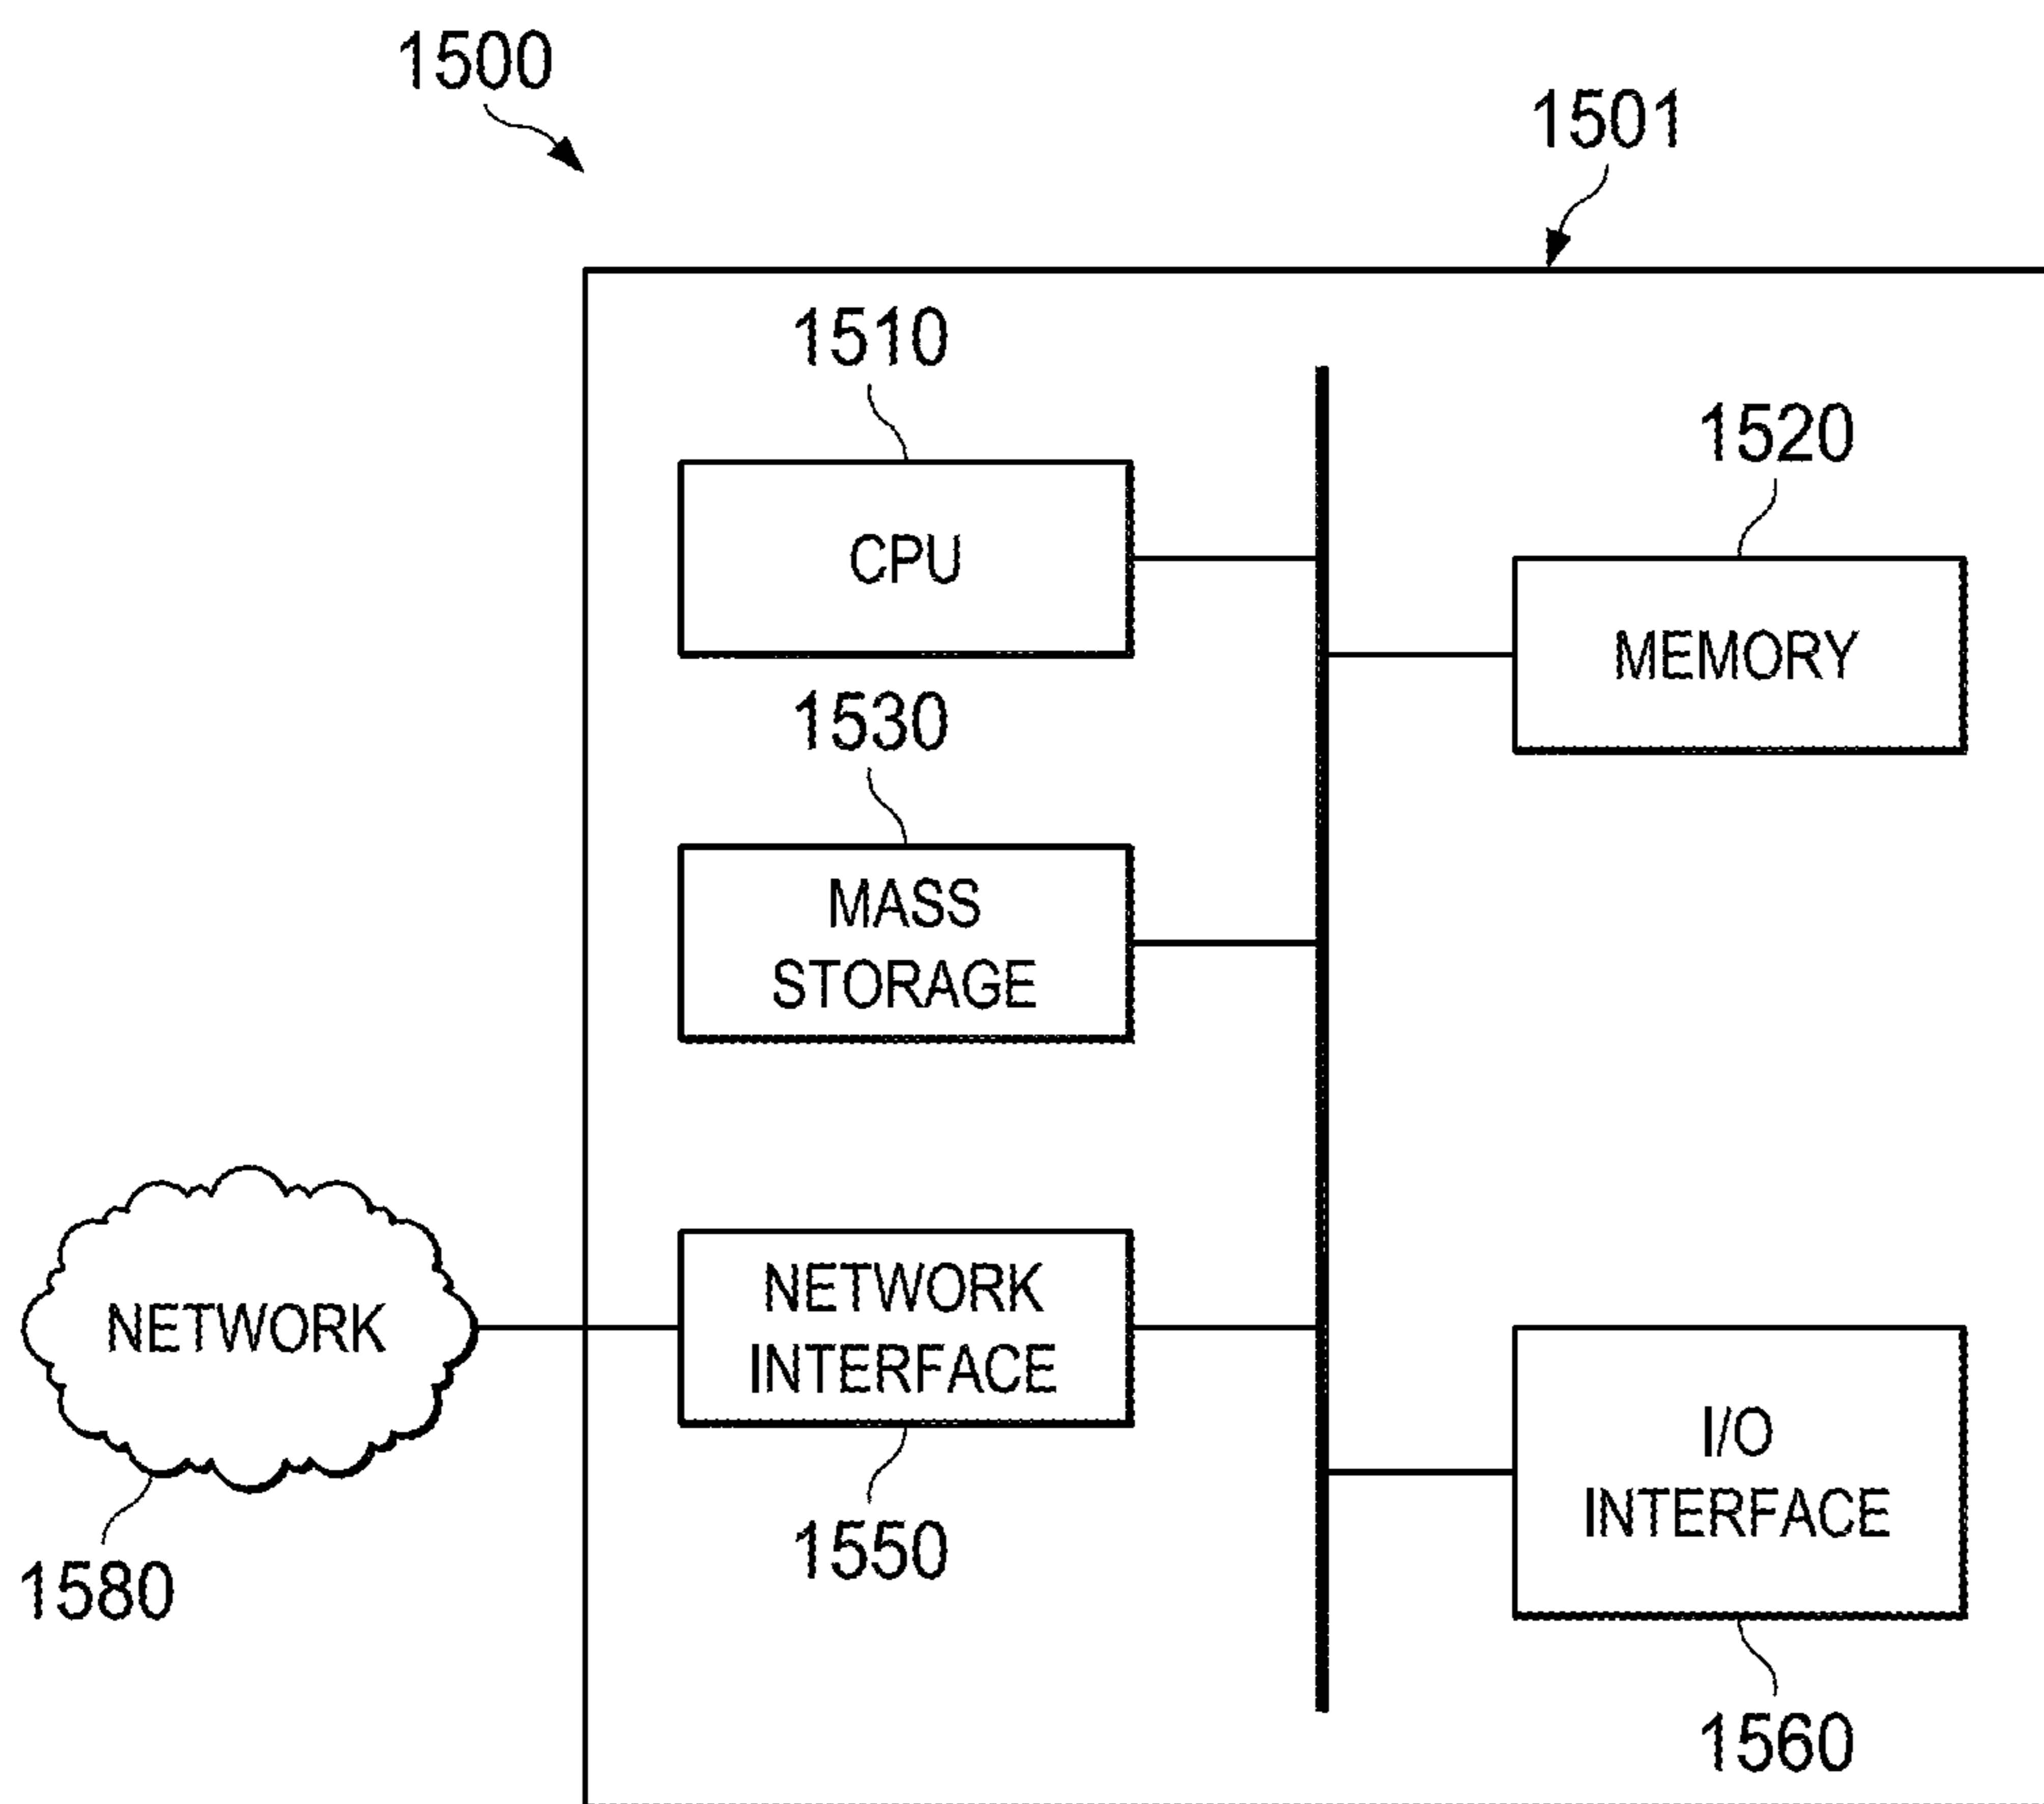 1500
1501
1510
CPU
1520
MEMORY
1530
MASS
STORAGE
NETWORK
NETWORK
INTERFACE
I/O
INTERFACE
1550
1580
1560